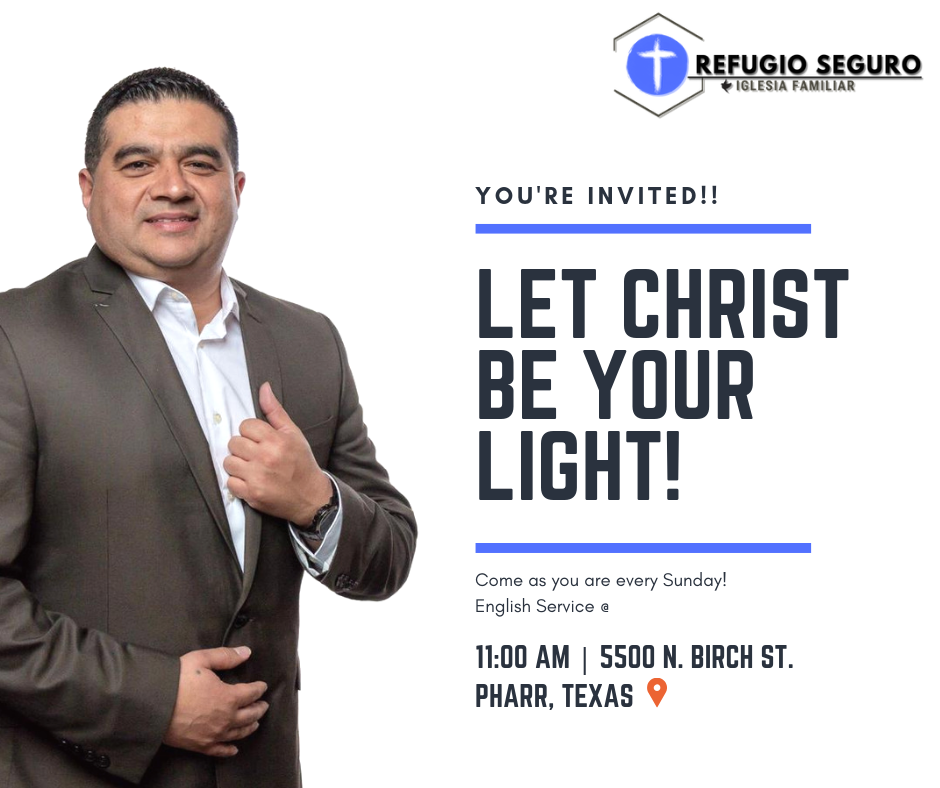 REFUGIO SEGURO
IGLESIA FAMILIAR
YOU'RE INVITED!!
LET CHRIST
BE YOUR
LIGHT!
Come as you are every Sunday!
English Service @
11:00 AM | 5500 N. BIRCH ST.
PHARR, TEXAS